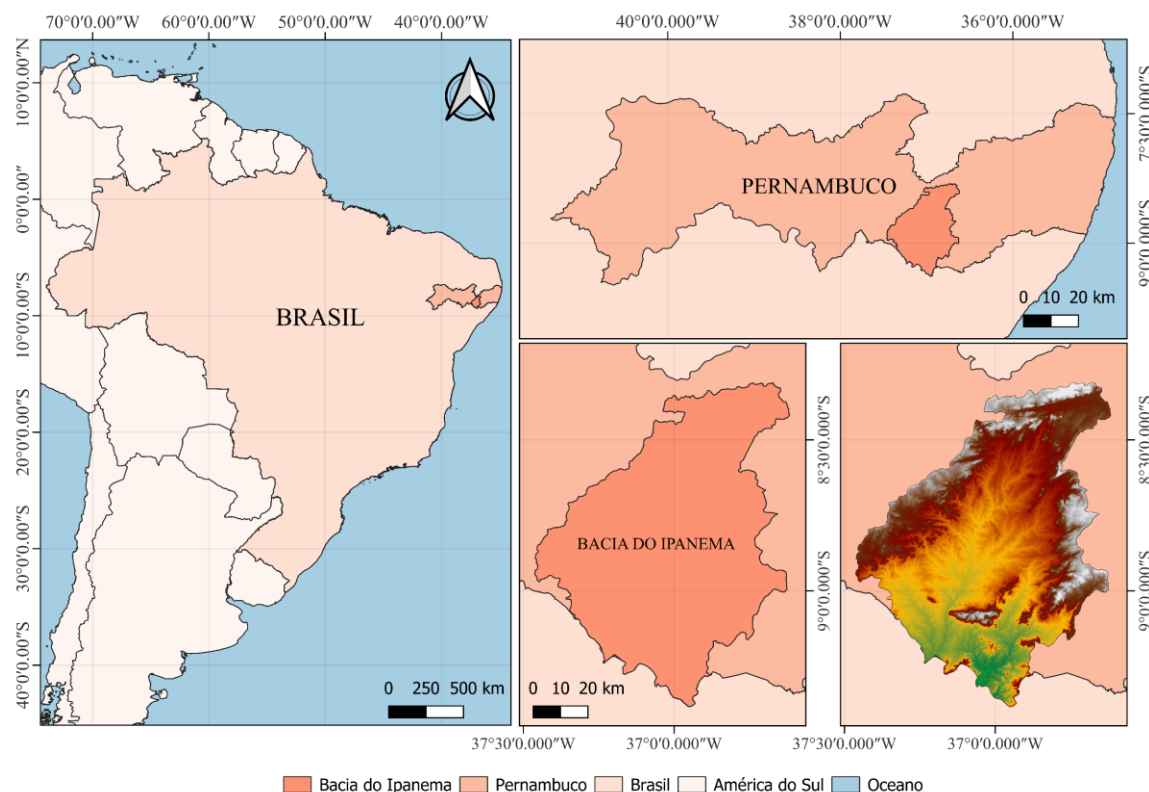 70°0'0.00"W 60°0'0.00"W 50°0'0.00"W 40°0'0.00"W
40°0'0.00"W 38°0'0.00"W 36°0'0.00"W
10°0'0.00"N
0°0'0.00"
10°0'0.00"S
20°0'0.00"S
30°0'0.00"S
40°0'0.00"S
BRASIL
0 250 500 km
PERNAMBUCO
7°30'0.000"S
9°0'0.000"S
0 10 20 km
BACIA DO IPANEMA
0 10 20 km
8°30'0.000"S
9°0'0.000"S
8°30'0.000"S
9°0'0.000"S
37°30'0.000"W 37°0'0.000"W
37°30'0.000"W 37°0'0.000"W
Bacia do Ipanema Pernambuco Brasil América do Sul Oceano